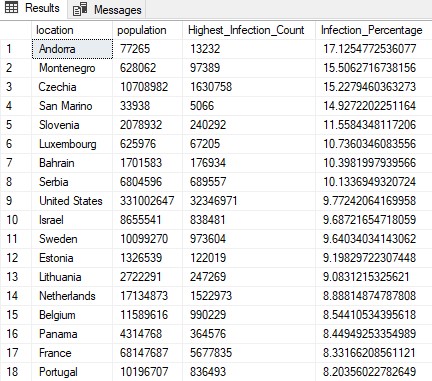 Results Messages
location population Highest_Infection_Count Infection_Percentage
1 Andorra 77265 13232 17.1254772536077
2 Montenegro 628062 97389 15.5062716738156
3 Czechia 10708982 1630758 15.2279460363273
4 San Marino 33938 5066 14.9272202251164
5 Slovenia 2078932 240292 11.5584348117206
6 Luxembourg 625976 67205 10.7360346083556
7 Bahrain 1701583 176934 10.3981997939566
8 Serbia 6804596 689557 10.1336949320724
9 United States 331002647 32346971 9.77242064169958
10 Israel 8655541 838481 9.68721654718059
11 Sweden 10099270 973604 9.64034034143062
12 Estonia 1326539 122019 9.19829722307448
13 Lithuania 2722291 247269 9.0831215325621
14 Netherlands 17134873 1522973 8.88814874787808
15 Belgium 11589616 990229 8.54410534395618
16 Panama 4314768 364576 8.44949253354989
17 France 68147687 5677835 8.33166208561121
18 Portugal 10196707 836493 8.20356022782649